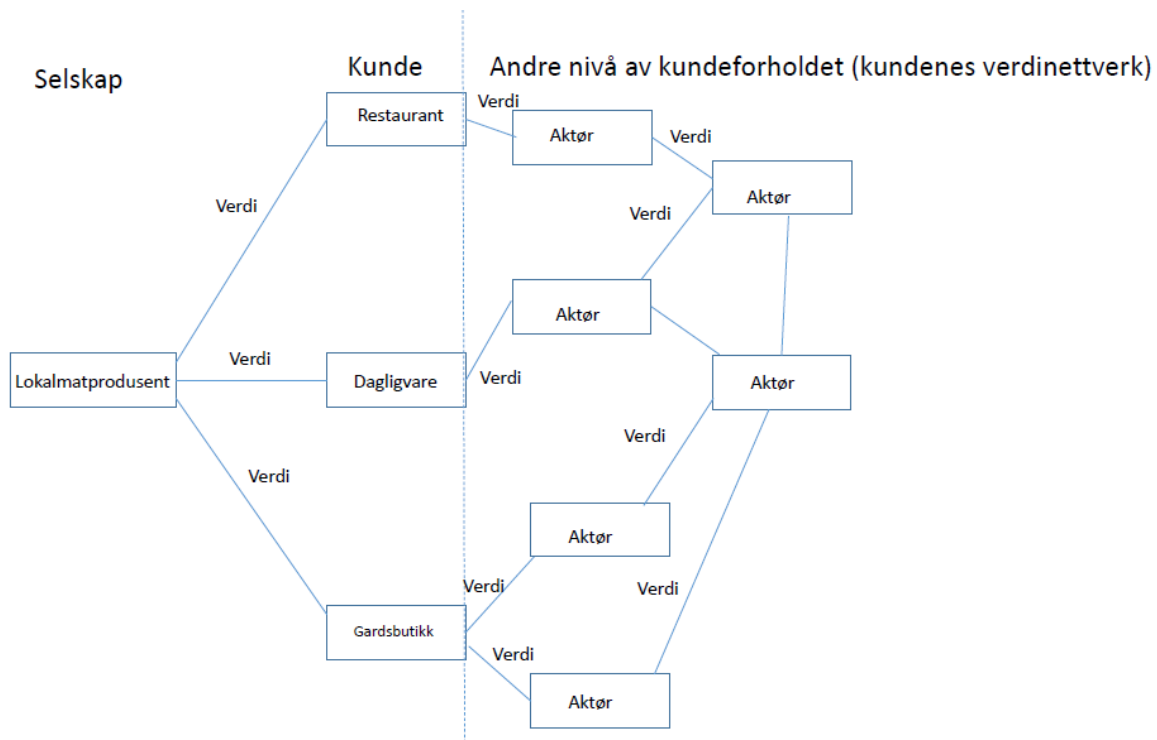 Selskap
Kunde
Andre nivå av kundeforholdet (kundenes verdinettverk)
Restaurant
Verdi
Aktør
Verdi
Aktør
Verdi
Verdi
Aktør
Lokalmatprodusent
Verdi
Dagligvare
Verdi
Aktør
Verdi
Verdi
Aktør
Verdi
Verdi
Gardsbutikk
Verdi
Aktør